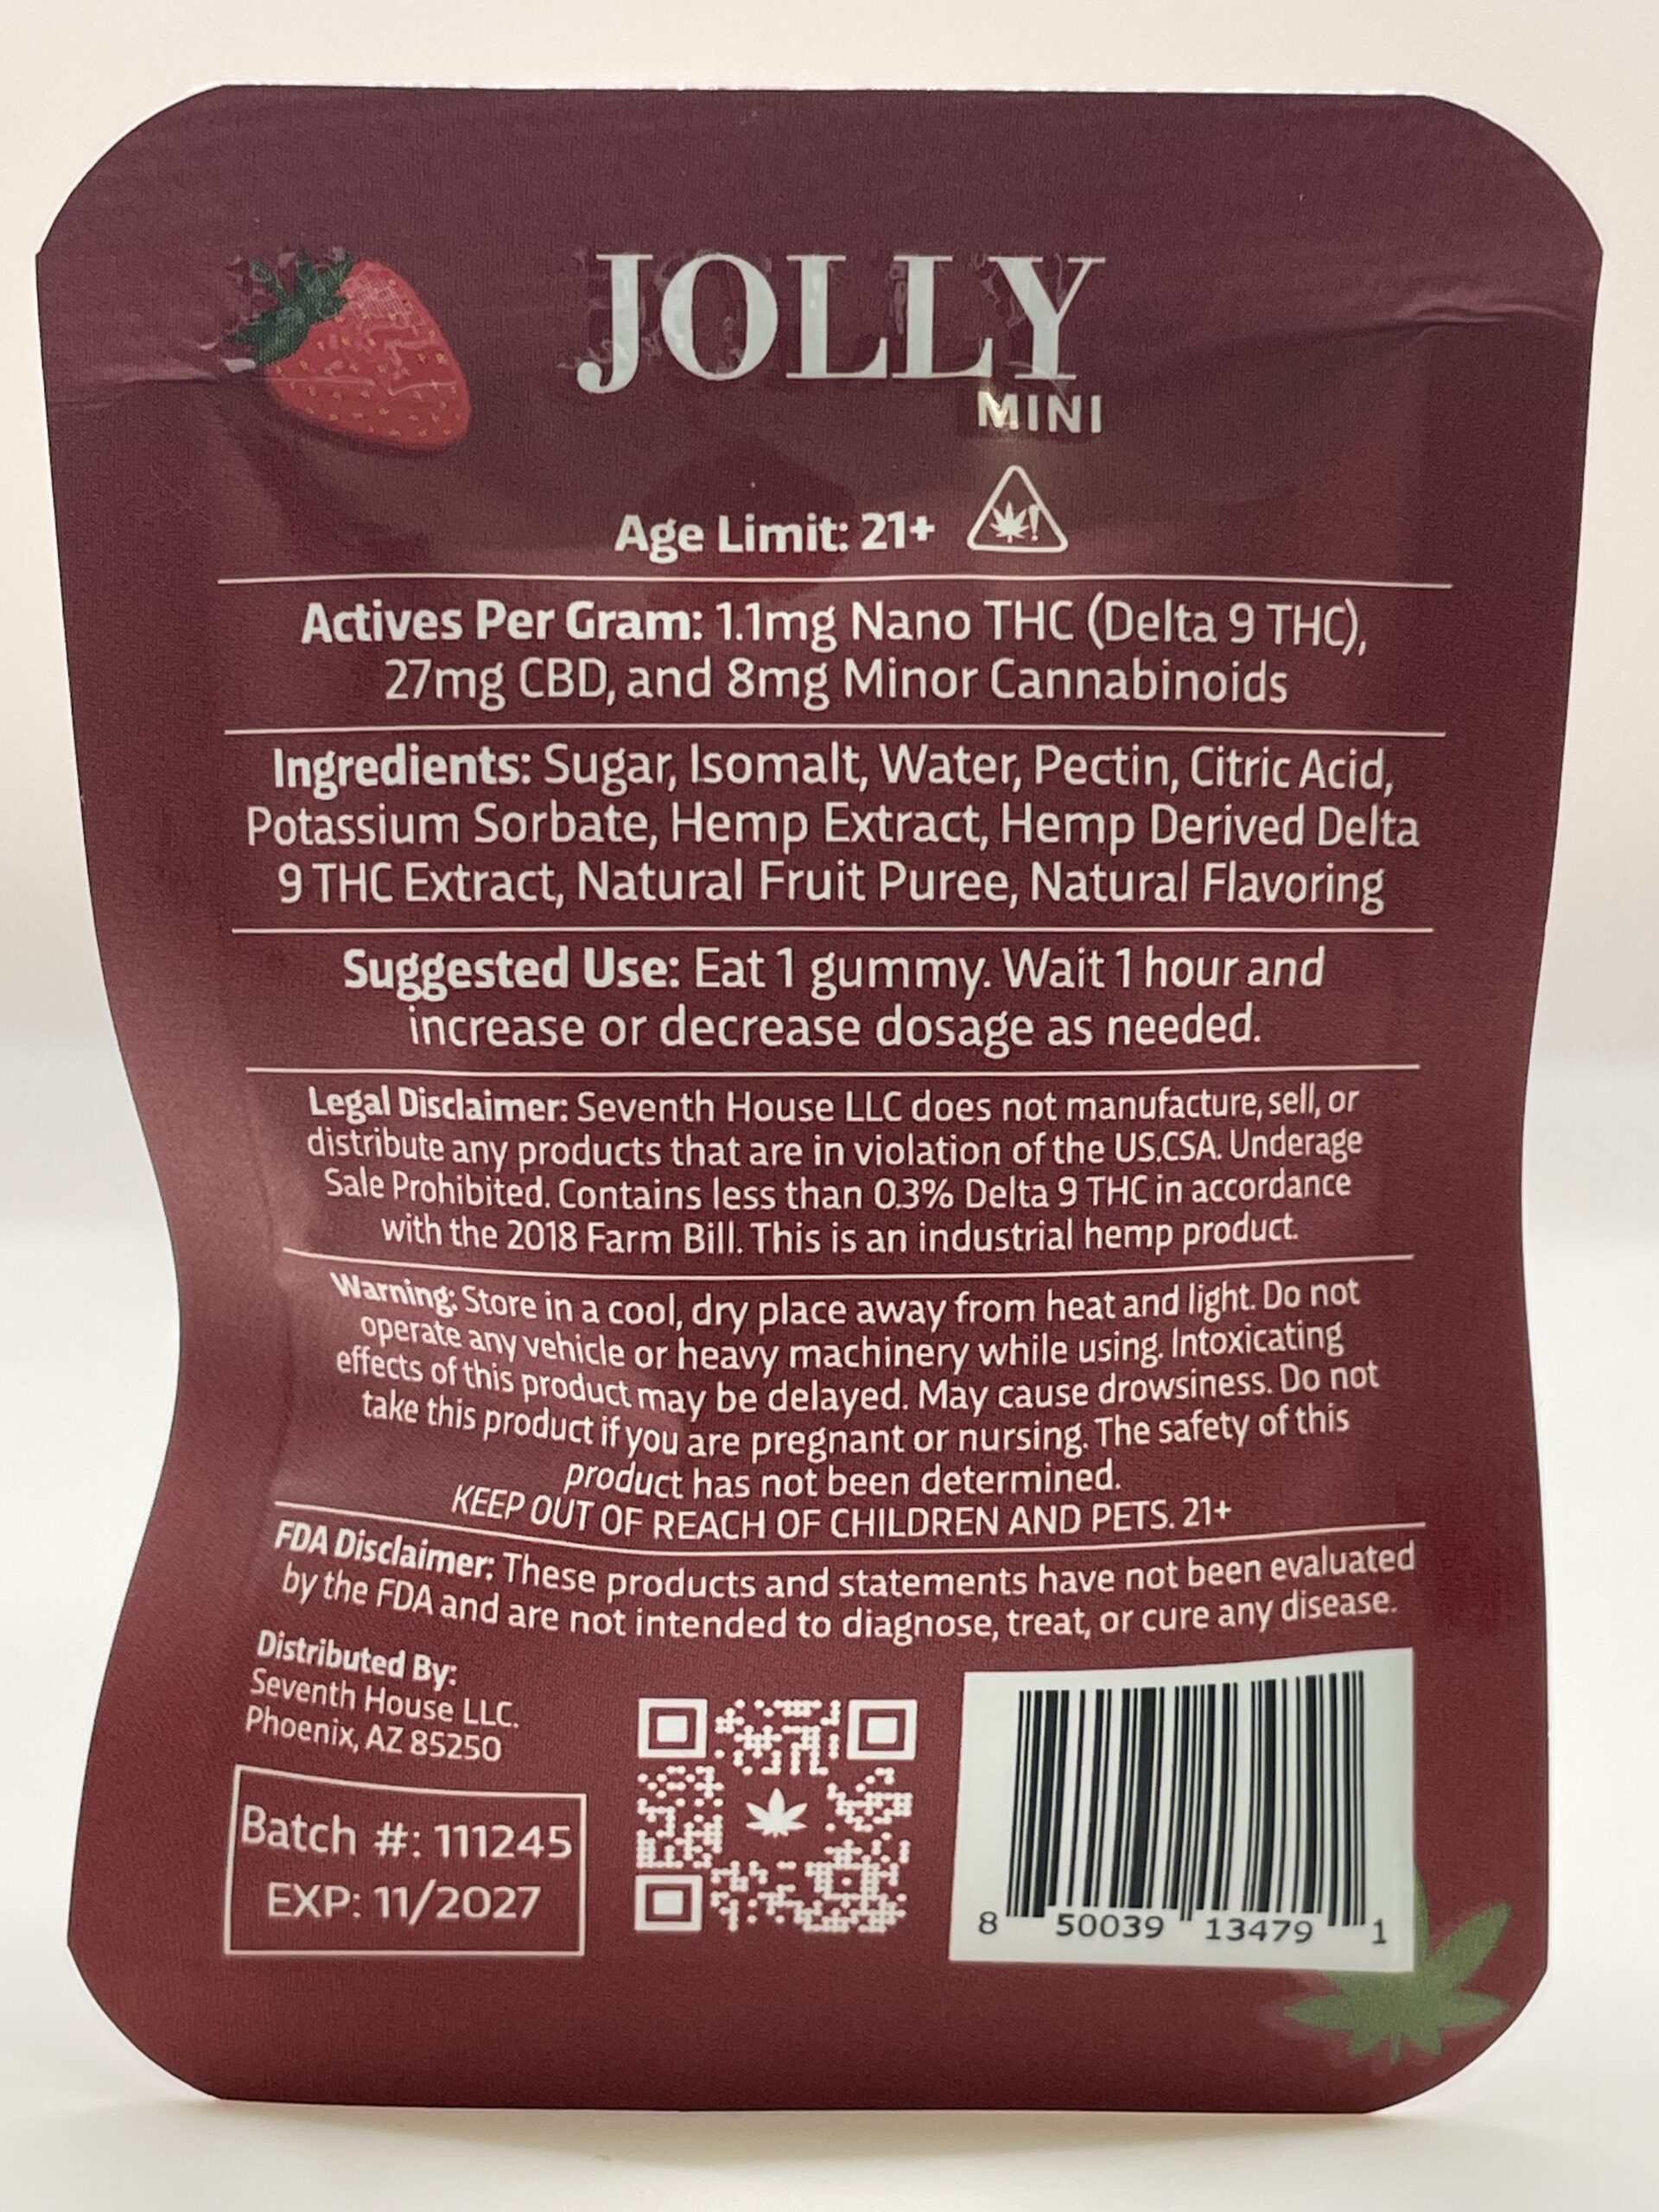 JOLLY
MINI
Age Limit: 21+
Actives Per Gram: 1.1mg Nano THC (Delta 9 THC),
27mg CBD, and 8mg Minor Cannabinoids
Ingredients: Sugar, Isomalt, Water, Pectin, Citric Acid,
Potassium Sorbate, Hemp Extract, Hemp Derived Delta
9 THC Extract, Natural Fruit Puree, Natural Flavoring
Suggested Use: Eat 1 gummy. Wait 1 hour and
increase or decrease dosage as needed.
Legal Disclaimer: Seventh House LLC does not manufacture, sell, or
distribute any products that are in violation of the US.CSA. Underage
Sale Prohibited. Contains less than 0.3% Delta 9 THC in accordance
with the 2018 Farm Bill. This is an industrial hemp product.
Warning: Store in a cool, dry place away from heat and light. Do not
operate any vehicle or heavy machinery while using. Intoxicating
effects of this product may be delayed. May cause drowsiness. Do not
take this product if you are pregnant or nursing. The safety of this
product has not been determined.
KEEP OUT OF REACH OF CHILDREN AND PETS. 21+
FDA Disclaimer: These products and statements have not been evaluated
by the FDA and are not intended to diagnose, treat, or cure any disease.
Distributed By:
Seventh House LLC.
Phoenix, AZ 85250
Batch #: 111245
EXP: 11/2027
8 50039 13479 1